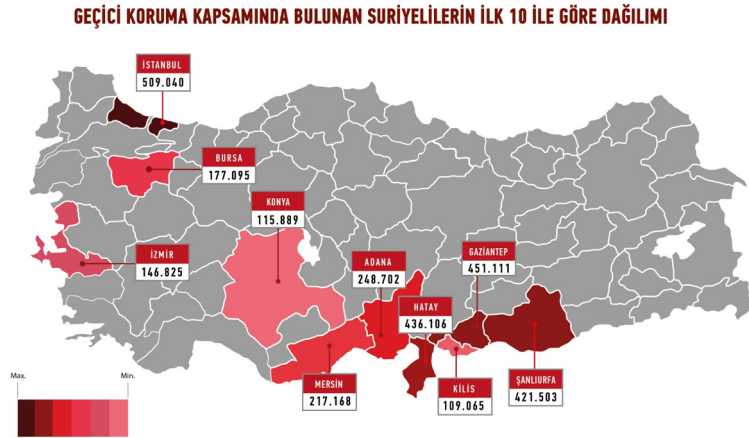 GEÇİCİ KORUMA KAPSAMINDA BULUNAN SURİYELİLERİN İLK 10 İLE GÖRE DAĞILIMI
İSTANBUL
509.040
BURSA
177.095
KONYA
115.889
İZMİR
146.825
ADANA
248.702
GAZİANTEP
451.111
HATAY
436.106
MERSİN
217.168
KİLİS
109.065
ŞANLIURFA
421.503
Max.
Min.